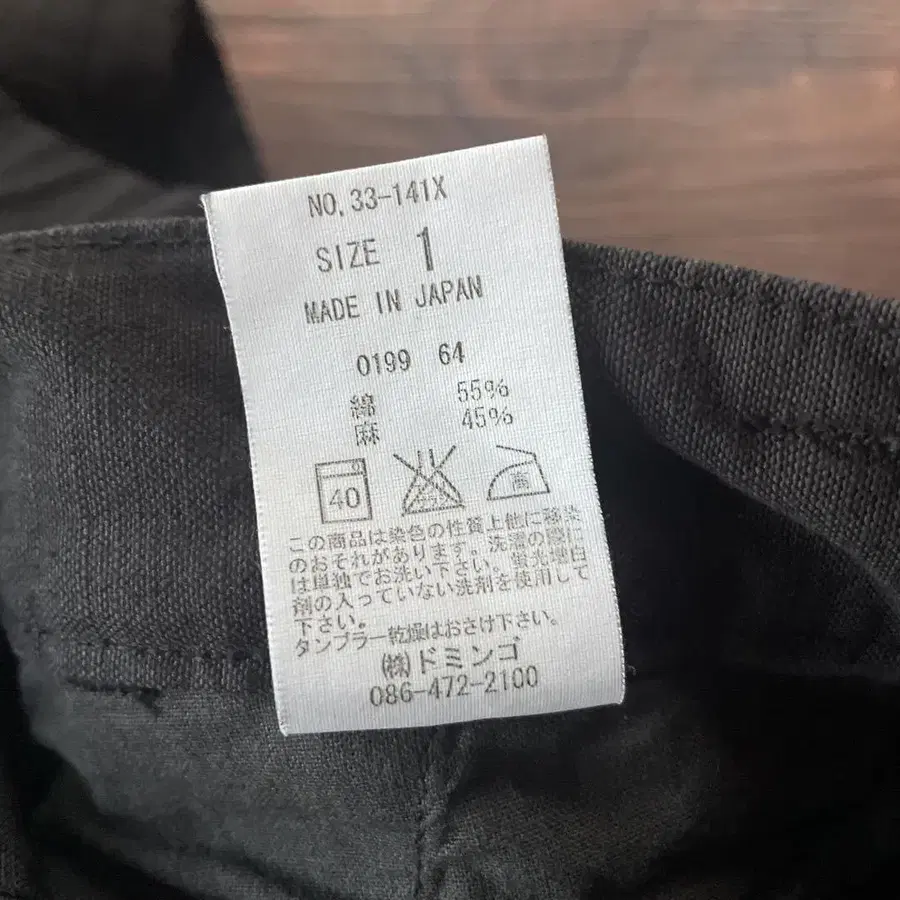 NO. 33-141X
SIZE 1
MADE IN JAPAN
0199 64
綿 55%
麻 45%
40 高
この商品は染色の性質上他に移染
のおそれがあります。洗濯の際に
は単独でお洗い下さい。蛍光増白
剤の入っていない洗剤を使用して
下さい。
タンブラー乾燥はおさけ下さい。
㈱ドミンゴ
086-472-2100